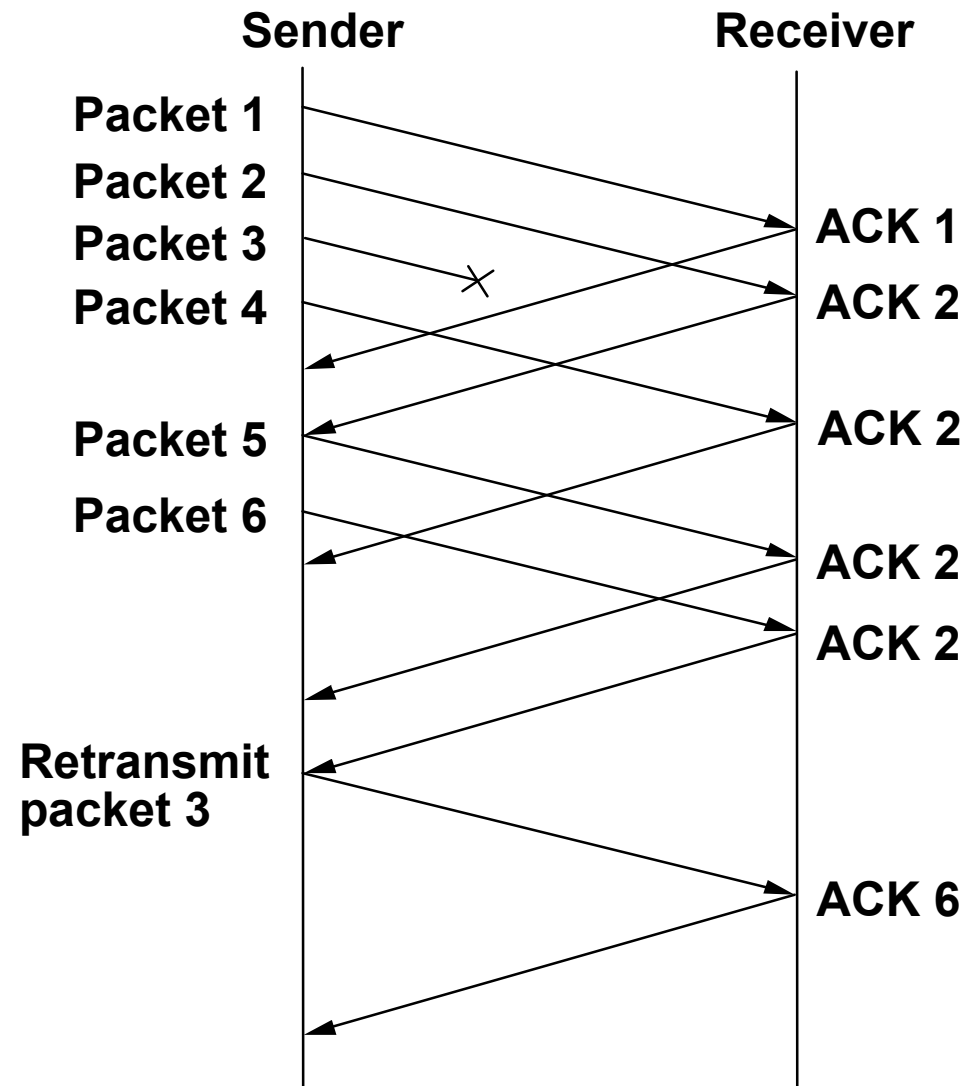 Sender
Receiver
Packet 1
Packet 2
ACK 1
Packet 3
Packet 4
ACK 2
Packet 5
ACK 2
Packet 6
ACK 2
ACK 2
Retransmit
packet 3
ACK 6